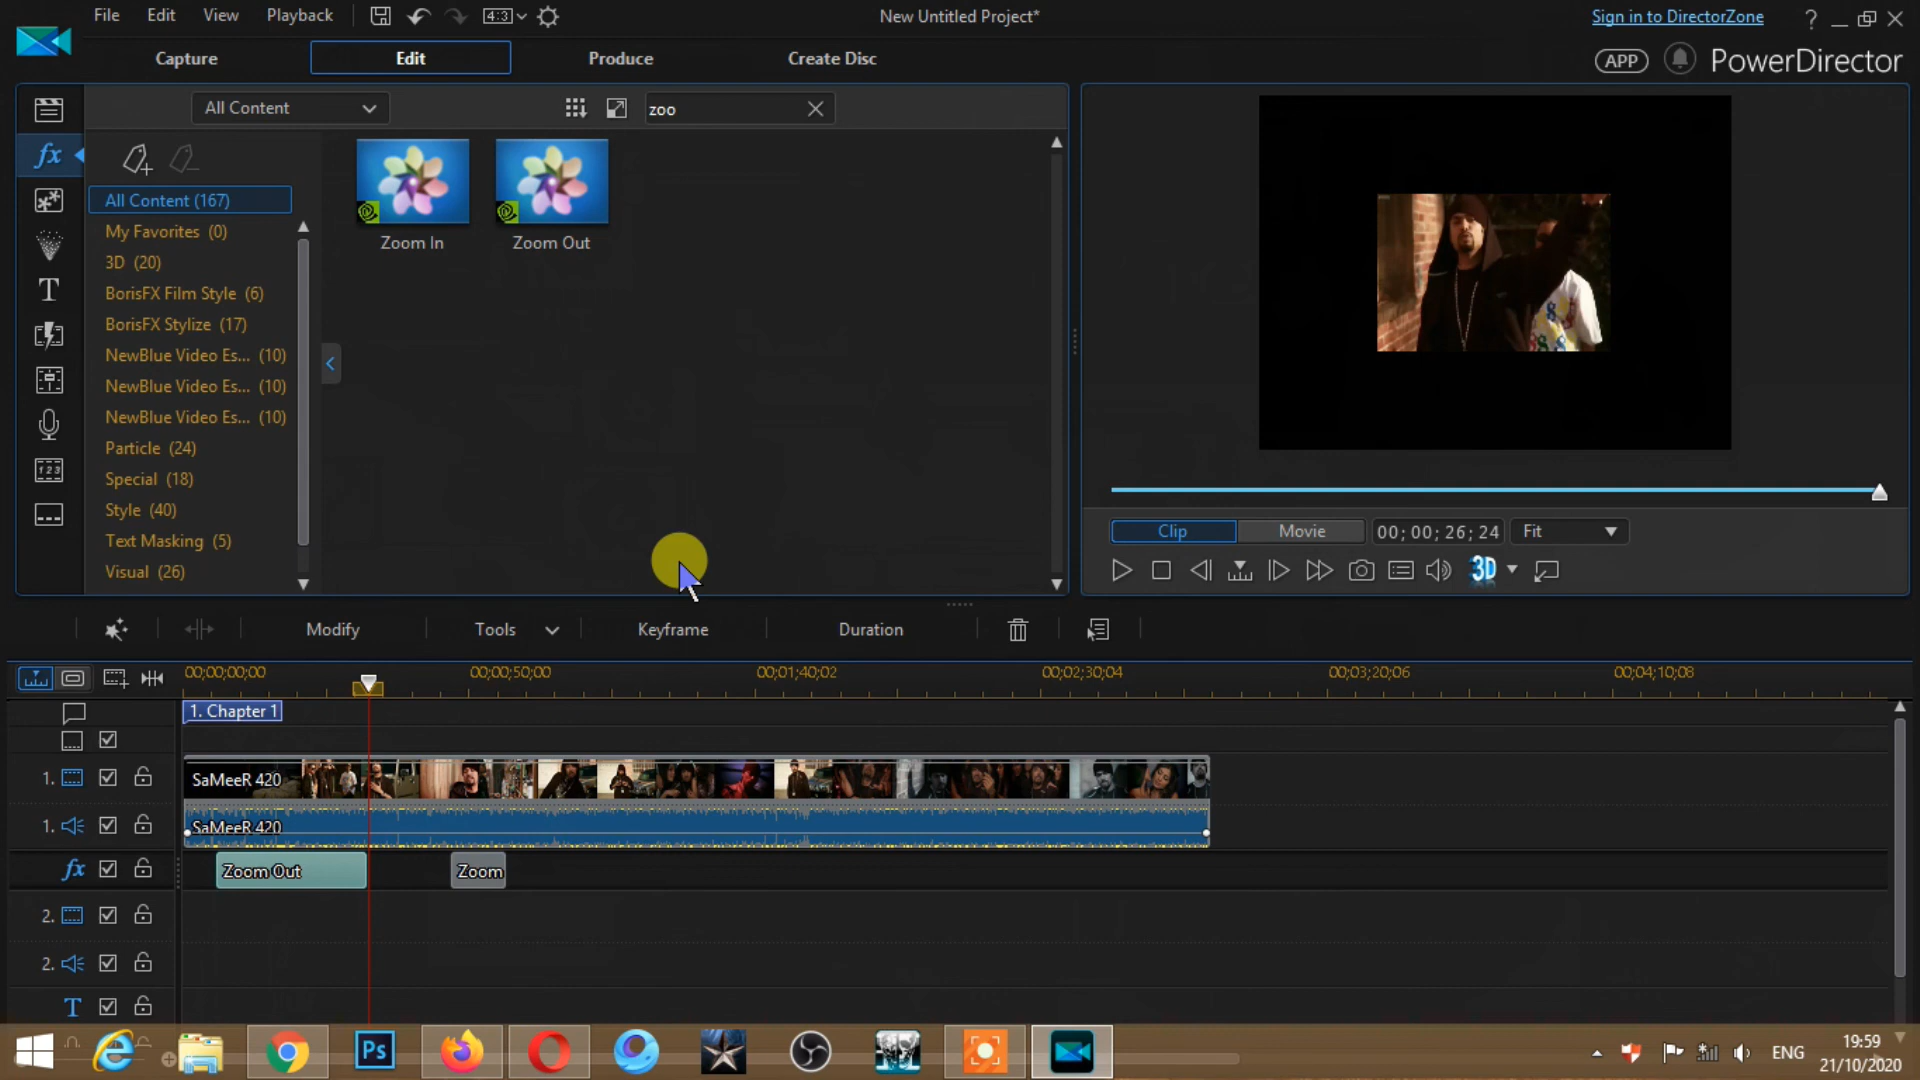 File Edit View Playback 4:3 New Untitled Project* Sign in to DirectorZone ?
Capture Edit Produce Create Disc APP PowerDirector
All Content zoo
fx
All Content (167)
My Favorites (0)
3D (20)
BorisFX Film Style (6)
BorisFX Stylize (17)
NewBlue Video Es... (10)
NewBlue Video Es... (10)
NewBlue Video Es... (10)
Particle (24)
Special (18)
Style (40)
Text Masking (5)
Visual (26)
Zoom In Zoom Out
T
123
Clip Movie 00; 00; 26; 24 Fit
3D
Modify Tools Keyframe Duration
00;00;00;00 00;00;50;00 00;01;40;02 00;02;30;04 00;03;20;06 00;04;10;08
1. Chapter 1
1. SaMeeR 420
1. SaMeeR 420
fx Zoom Out Zoom
2.
2.
T
Ps ENG 19:59
21/10/2020